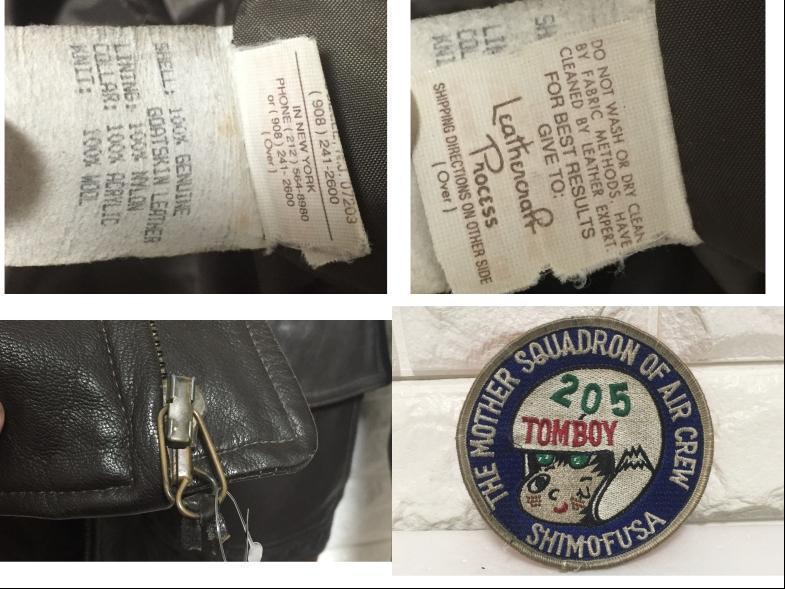 SHELL: 100% GENUINE
GOATSKIN LEATHER
LINING: 100% NYLON
COLLAR: 100% ACRYLIC
KNIT: 100% WOOL
N.J. 07203
(908) 241-2600
IN NEW YORK
PHONE (212) 564-8980
or (908) 241-2600
(Over)
DO NOT WASH OR DRY CLEAN
BY FABRIC METHODS. HAVE
CLEANED BY LEATHER EXPERT.
FOR BEST RESULTS
GIVE TO:
Leathercraft
Process
SHIPPING DIRECTIONS ON OTHER SIDE
(Over)
THE MOTHER SQUADRON OF AIR CREW
205
TOMBOY
SHIMOFUSA